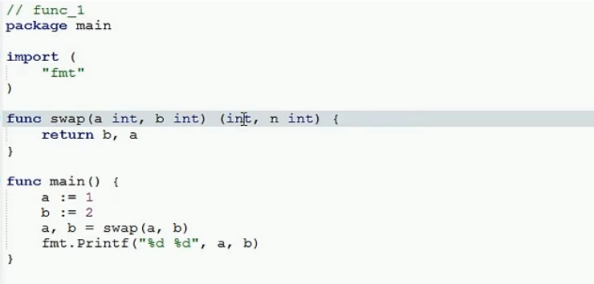 // func_1
package main
import (
"fmt"
)
func swap(a int, b int) (int, n int) {
return b, a
}
func main() {
a := 1
b := 2
a, b = swap(a, b)
fmt.Printf("%d %d", a, b)
}